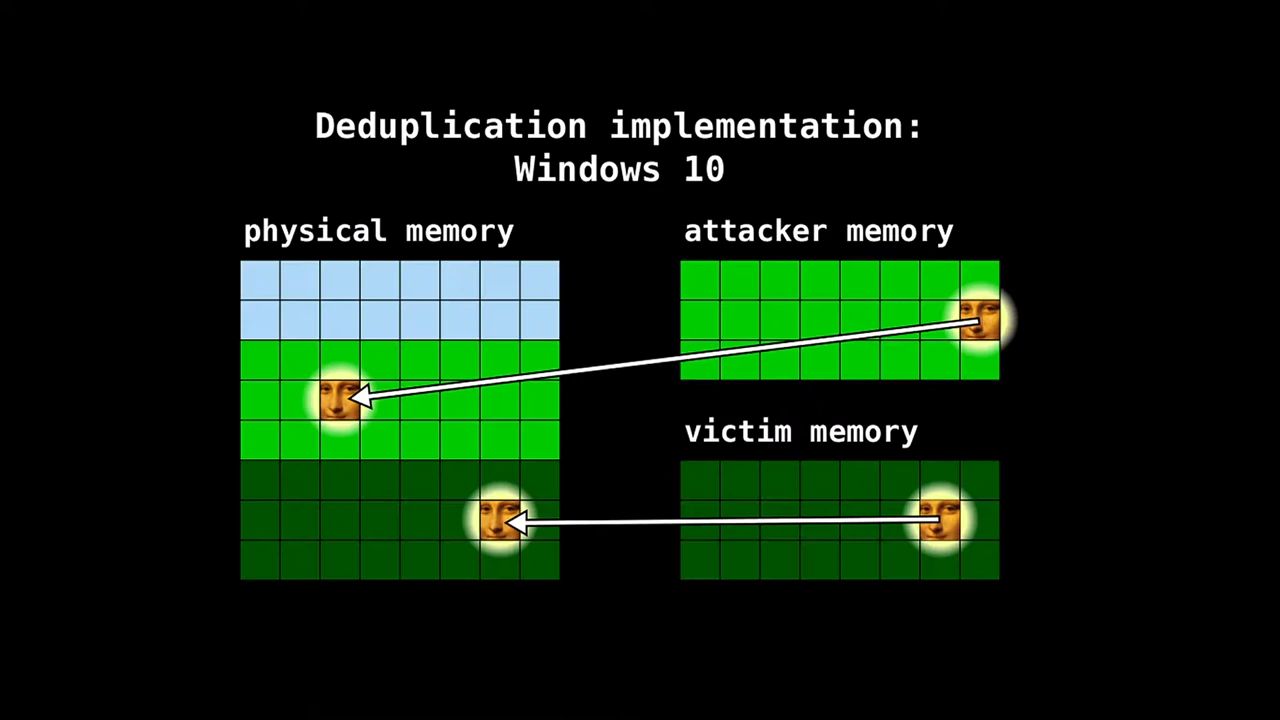 Deduplication implementation:
Windows 10
physical memory
attacker memory
victim memory